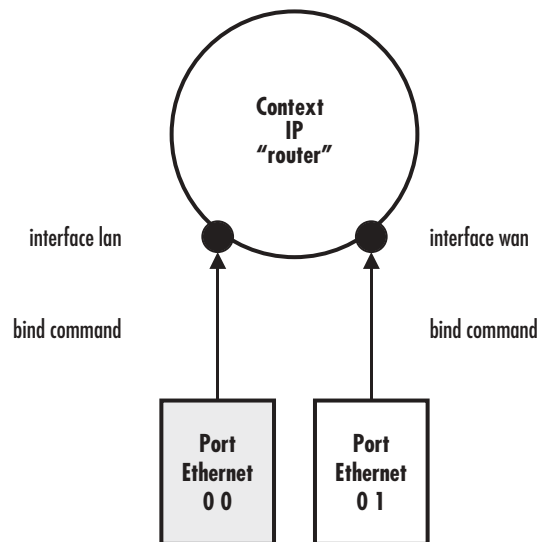 Context
IP
“router”
interface lan
interface wan
bind command
bind command
Port
Ethernet
0 0
Port
Ethernet
0 1